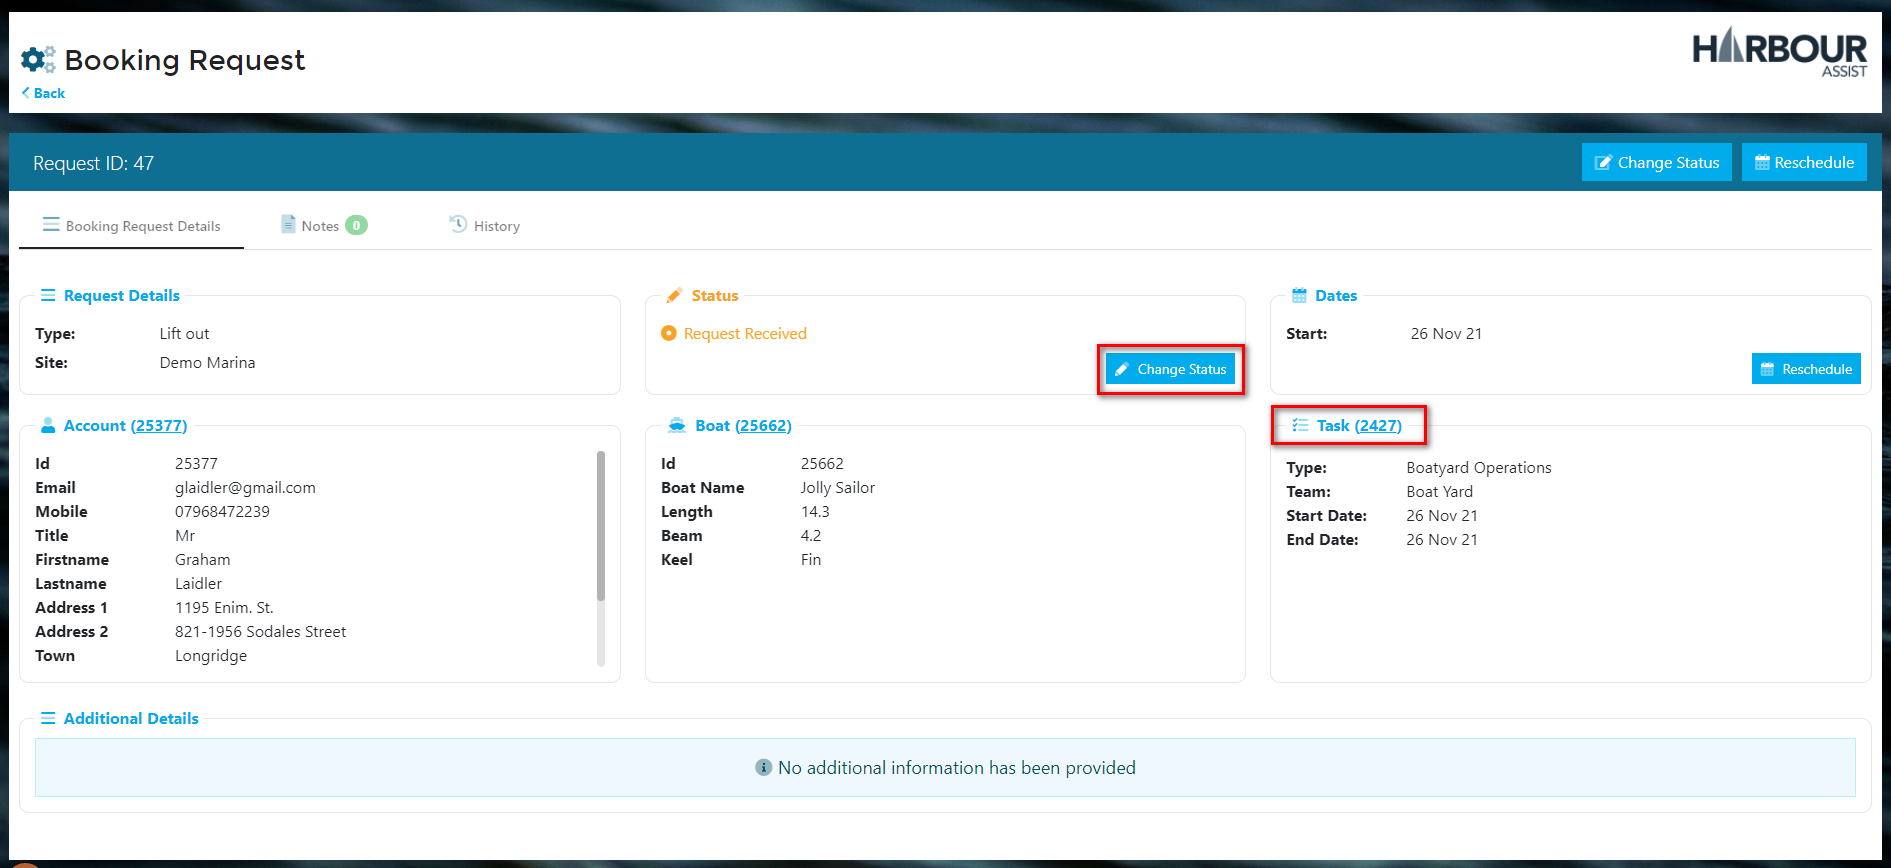 Booking Request
HARBOUR
ASSIST
Back
Request ID: 47
Change Status
Reschedule
Booking Request Details
Notes 0
History
Request Details
Type: Lift out
Site: Demo Marina
Status
Request Received
Change Status
Dates
Start: 26 Nov 21
Reschedule
Account (25377)
Id 25377
Email glaidler@gmail.com
Mobile 07968472239
Title Mr
Firstname Graham
Lastname Laidler
Address 1 1195 Enim. St.
Address 2 821-1956 Sodales Street
Town Longridge
Boat (25662)
Id 25662
Boat Name Jolly Sailor
Length 14.3
Beam 4.2
Keel Fin
Task (2427)
Type: Boatyard Operations
Team: Boat Yard
Start Date: 26 Nov 21
End Date: 26 Nov 21
Additional Details
No additional information has been provided